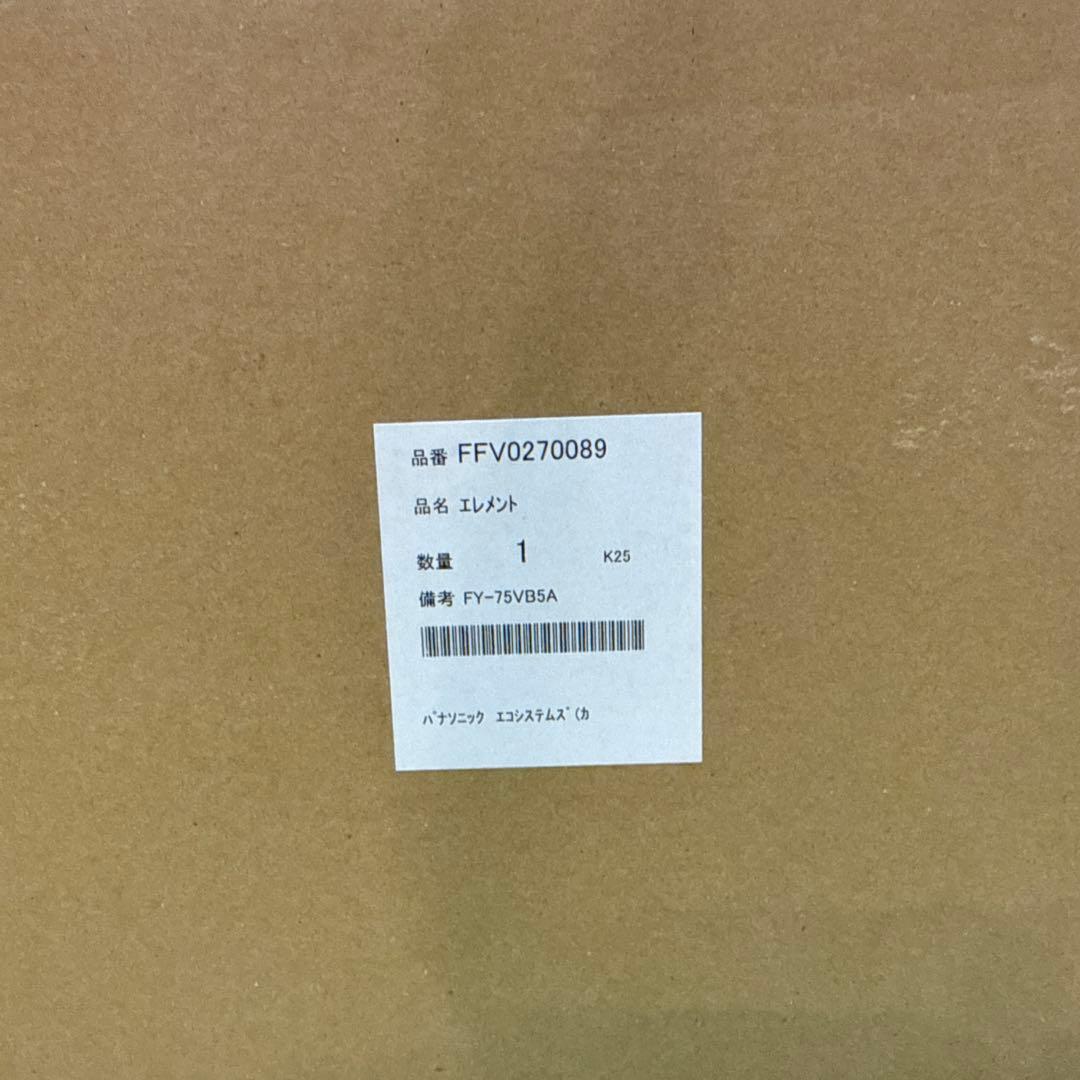 品番 FFV0270089
品名 ｴﾚﾒﾝﾄ
数量 1 K25
備考 FY-75VB5A
ﾊﾟﾅｿﾆｯｸ ｴｺｼｽﾃﾑｽﾞ(ｶ